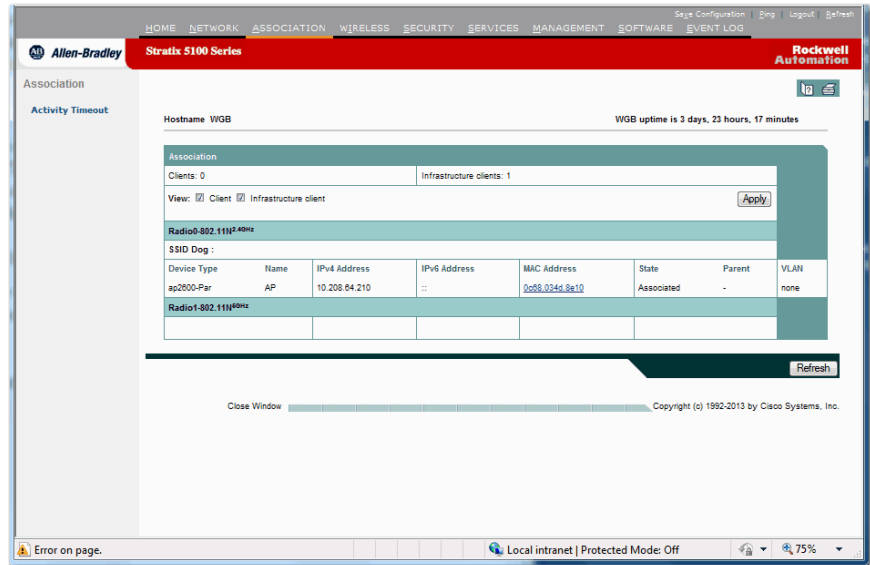 Save Configuration | Ping | Logout | Refresh
HOME NETWORK ASSOCIATION WIRELESS SECURITY SERVICES MANAGEMENT SOFTWARE EVENT LOG
AB Allen-Bradley Stratix 5100 Series Rockwell Automation
Association
Activity Timeout
Hostname WGB WGB uptime is 3 days, 23 hours, 17 minutes
Association
Clients: 0 Infrastructure clients: 1
View: Client Infrastructure client Apply
Radio0-802.11N2.4GHz
SSID Dog :
Device Type Name IPv4 Address IPv6 Address MAC Address State Parent VLAN
ap2600-Par AP 10.208.64.210 :: 0c68.034d.8e10 Associated - none
Radio1-802.11N5GHz
Refresh
Close Window Copyright (c) 1992-2013 by Cisco Systems, Inc.
Error on page. Local intranet | Protected Mode: Off 75%